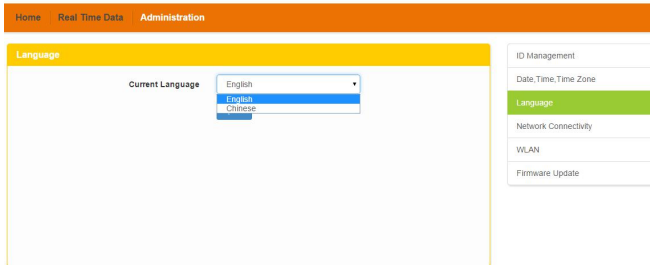 Home Real Time Data Administration
Language
Current Language English
English
Chinese
ID Management
Date,Time,Time Zone
Language
Network Connectivity
WLAN
Firmware Update